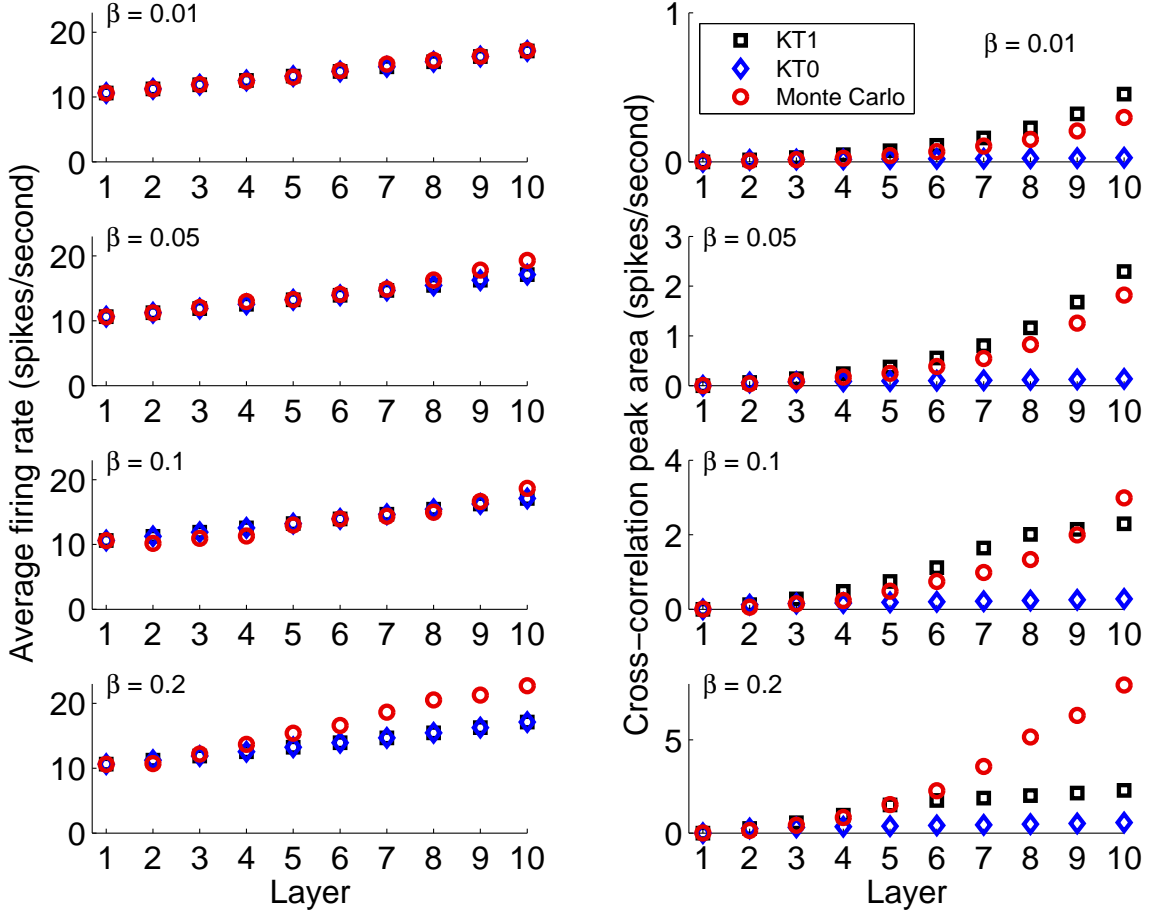 Average firing rate (spikes/second)
β = 0.01
20
10
0
1 2 3 4 5 6 7 8 9 10
β = 0.05
20
10
0
1 2 3 4 5 6 7 8 9 10
β = 0.1
20
10
0
1 2 3 4 5 6 7 8 9 10
β = 0.2
20
10
0
1 2 3 4 5 6 7 8 9 10
Layer
Cross-correlation peak area (spikes/second)
KT1
KT0
Monte Carlo
β = 0.01
1
0
1 2 3 4 5 6 7 8 9 10
β = 0.05
3
2
1
0
1 2 3 4 5 6 7 8 9 10
β = 0.1
4
2
0
1 2 3 4 5 6 7 8 9 10
β = 0.2
5
0
1 2 3 4 5 6 7 8 9 10
Layer